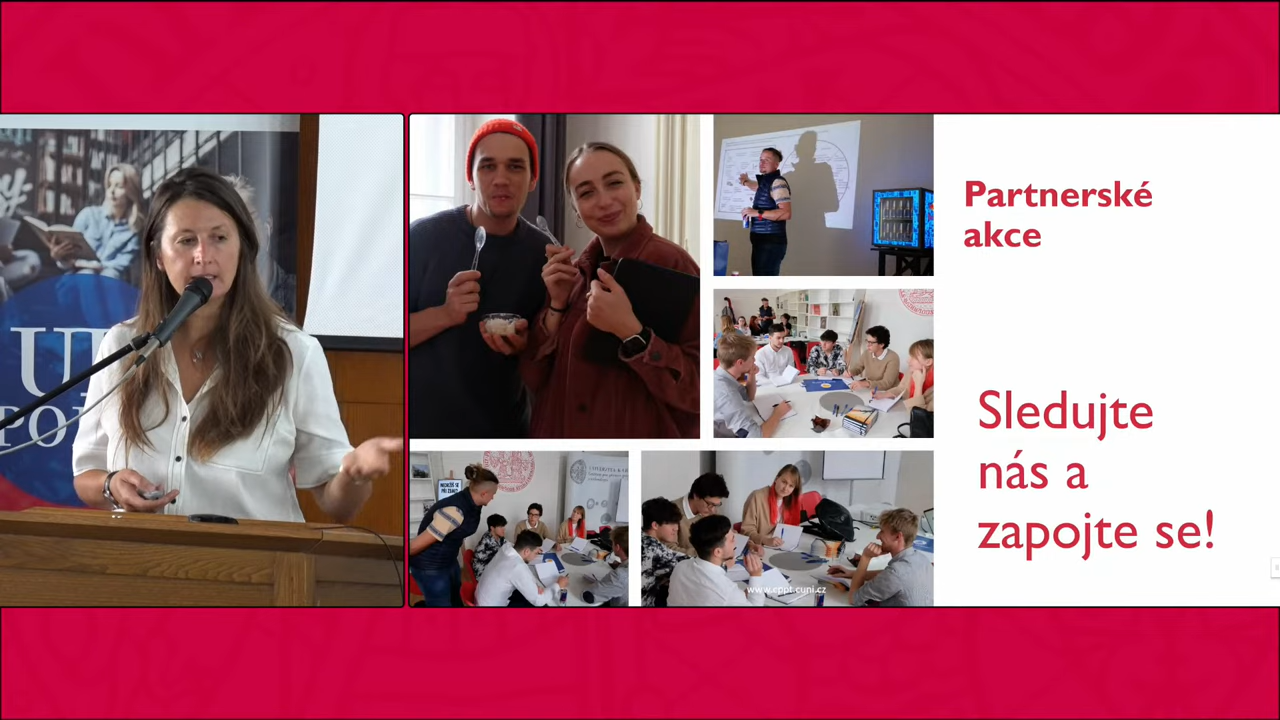 Partnerské
akce
Sledujte
nás a
zapojte se!
www.cppt.cuni.cz